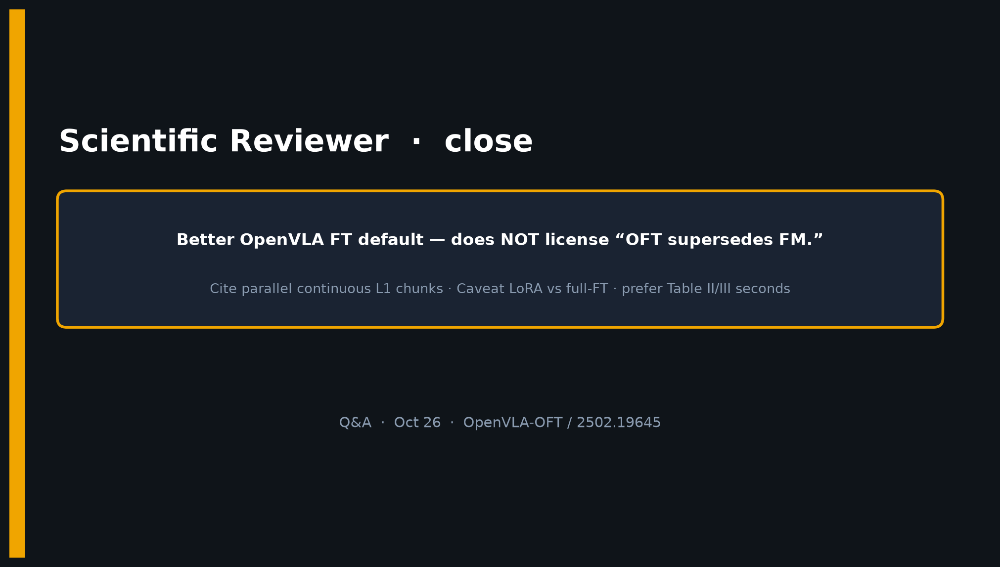 Scientific Reviewer · close
Better OpenVLA FT default — does NOT license “OFT supersedes FM.”
Cite parallel continuous L1 chunks · Caveat LoRA vs full-FT · prefer Table II/III seconds
Q&A · Oct 26 · OpenVLA-OFT / 2502.19645